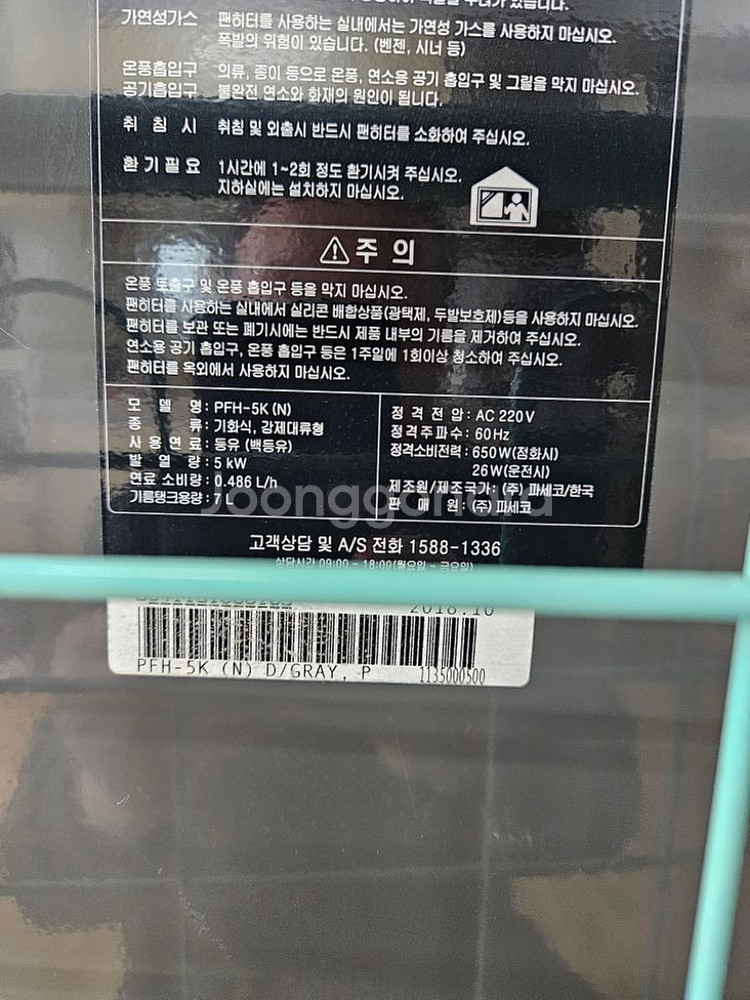 가연성가스 팬히터를 사용하는 실내에서는 가연성 가스를 사용하지 마십시오.
폭발의 위험이 있습니다. (벤젠, 시너 등)
온풍흡입구 의류, 종이 등으로 온풍, 연소용 공기 흡입구 및 그릴을 막지 마십시오.
공기흡입구 불완전 연소와 화재의 원인이 됩니다.
취 침 시 취침 및 외출시 반드시 팬히터를 소화하여 주십시오.
환 기 필 요 1시간에 1~2회 정도 환기시켜 주십시오.
지하실에는 설치하지 마십시오.
주 의
온풍 토출구 및 온풍 흡입구 등을 막지 마십시오.
팬히터를 사용하는 실내에서 실리콘 배합상품(광택제, 두발보호제)등을 사용하지 마십시오.
팬히터를 보관 또는 폐기시에는 반드시 제품 내부의 기름을 제거하여 주십시오.
연소용 공기 흡입구, 온풍 흡입구 등은 1주일에 1회이상 청소하여 주십시오.
팬히터를 옥외에서 사용하지 마십시오.
모 델 명 : PFH-5K (N)
종 류 : 기화식, 강제대류형
사 용 연 료 : 등유 (백등유)
발 열 량 : 5 kW
연료 소비량 : 0.486 L/h
기름탱크용량 : 7 L
정 격 전 압 : AC 220V
정격주파수 : 60Hz
정격소비전력 : 650W(점화시)
26W(운전시)
제조원/제조국가 : (주) 파세코/한국
판 매 원 : (주) 파세코
Joonggonara
고객상담 및 A/S 전화 1588-1336
상담시간 09:00 ~ 18:00(월요일 ~ 금요일)
2018.10
PFH-5K (N) D/GRAY, P 1135000500